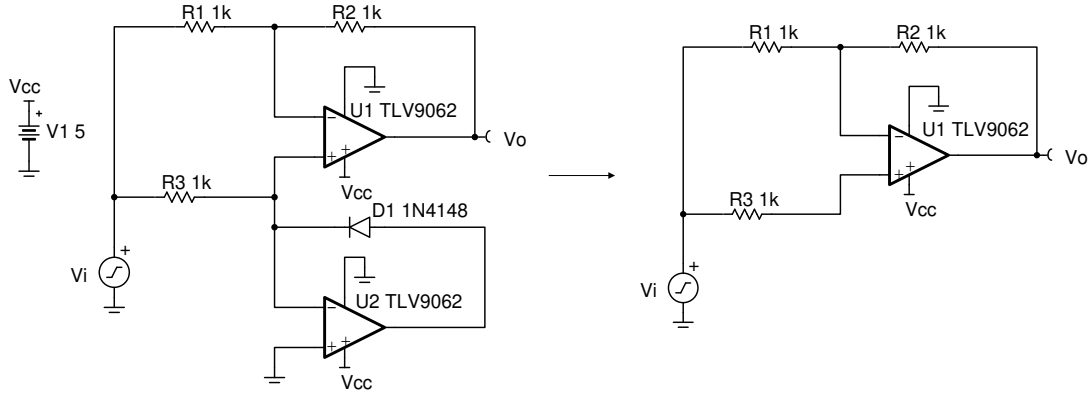 R1 1k
R2 1k
Vcc
+
V1 5
U1 TLV9062
−
+
+
Vo
Vcc
R3 1k
D1 1N4148
+
Vi
U2 TLV9062
−
+
+
Vcc
R1 1k
R2 1k
U1 TLV9062
−
+
+
Vo
Vcc
R3 1k
+
Vi